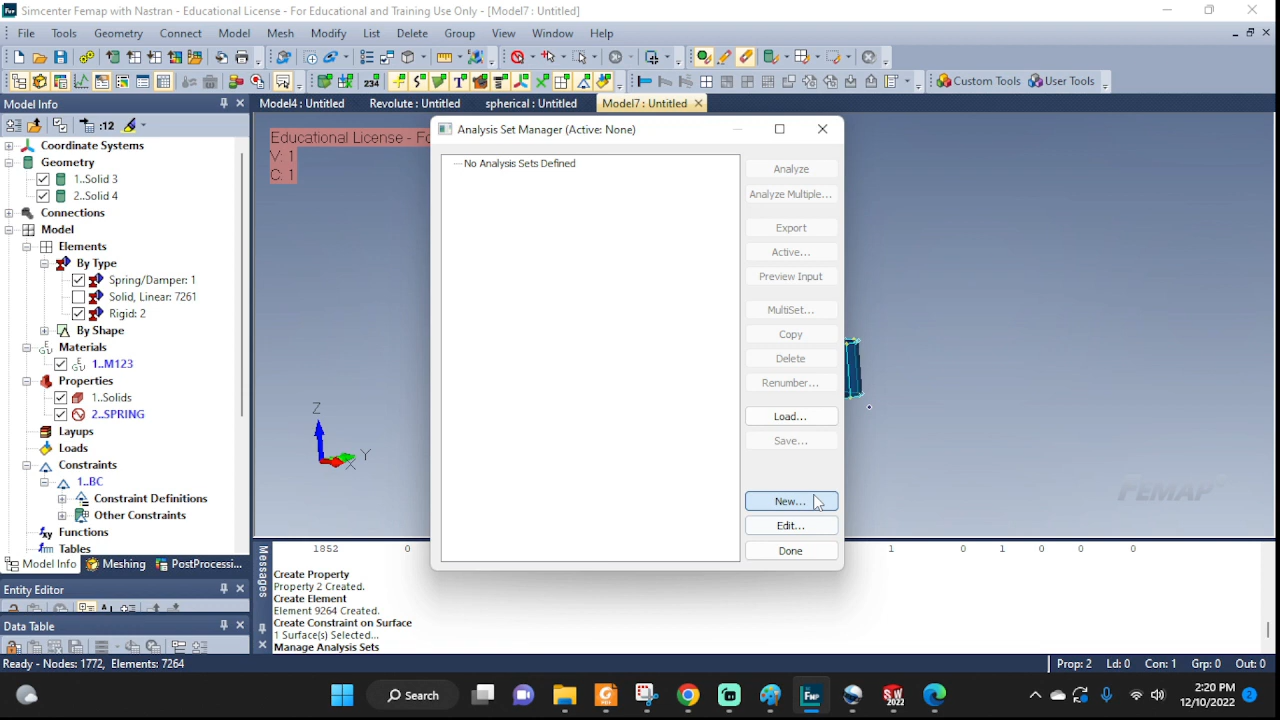 Simcenter Femap with Nastran - Educational License - For Educational and Training Use Only - [Model7 : Untitled]
File Tools Geometry Connect Model Mesh Modify List Delete Group View Window Help
234
Custom Tools User Tools
Model Info
Model4 : Untitled Revolute : Untitled spherical : Untitled Model7 : Untitled
:12
Educational License - Fo
V: 1
C: 1
Analysis Set Manager (Active: None)
No Analysis Sets Defined
Analyze
Analyze Multiple...
Export
Active...
Preview Input
MultiSet...
Copy
Delete
Renumber...
Load...
Save...
New...
Edit...
Done
Coordinate Systems
Geometry
1..Solid 3
2..Solid 4
Connections
Model
Elements
By Type
Spring/Damper: 1
Solid, Linear: 7261
Rigid: 2
By Shape
Materials
1..M123
Properties
1..Solids
2..SPRING
Layups
Loads
Constraints
1..BC
Constraint Definitions
Other Constraints
Functions
Tables
Z
Y
X
FEMAP
Model Info Meshing PostProcessi...
Entity Editor
Data Table
Messages
1852 0 1 0 1 0 0 0
Create Property
Property 2 Created.
Create Element
Element 9264 Created.
Create Constraint on Surface
1 Surface(s) Selected...
Manage Analysis Sets
Ready - Nodes: 1772, Elements: 7264
Prop: 2 Ld: 0 Con: 1 Grp: 0 Out: 0
Search
2:20 PM
12/10/2022
2